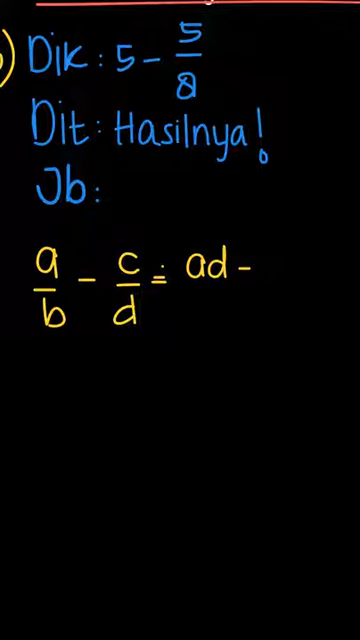 ) Dik : 5 - 5/8
Dit : Hasilnya !
Jb :
a/b - c/d = ad -